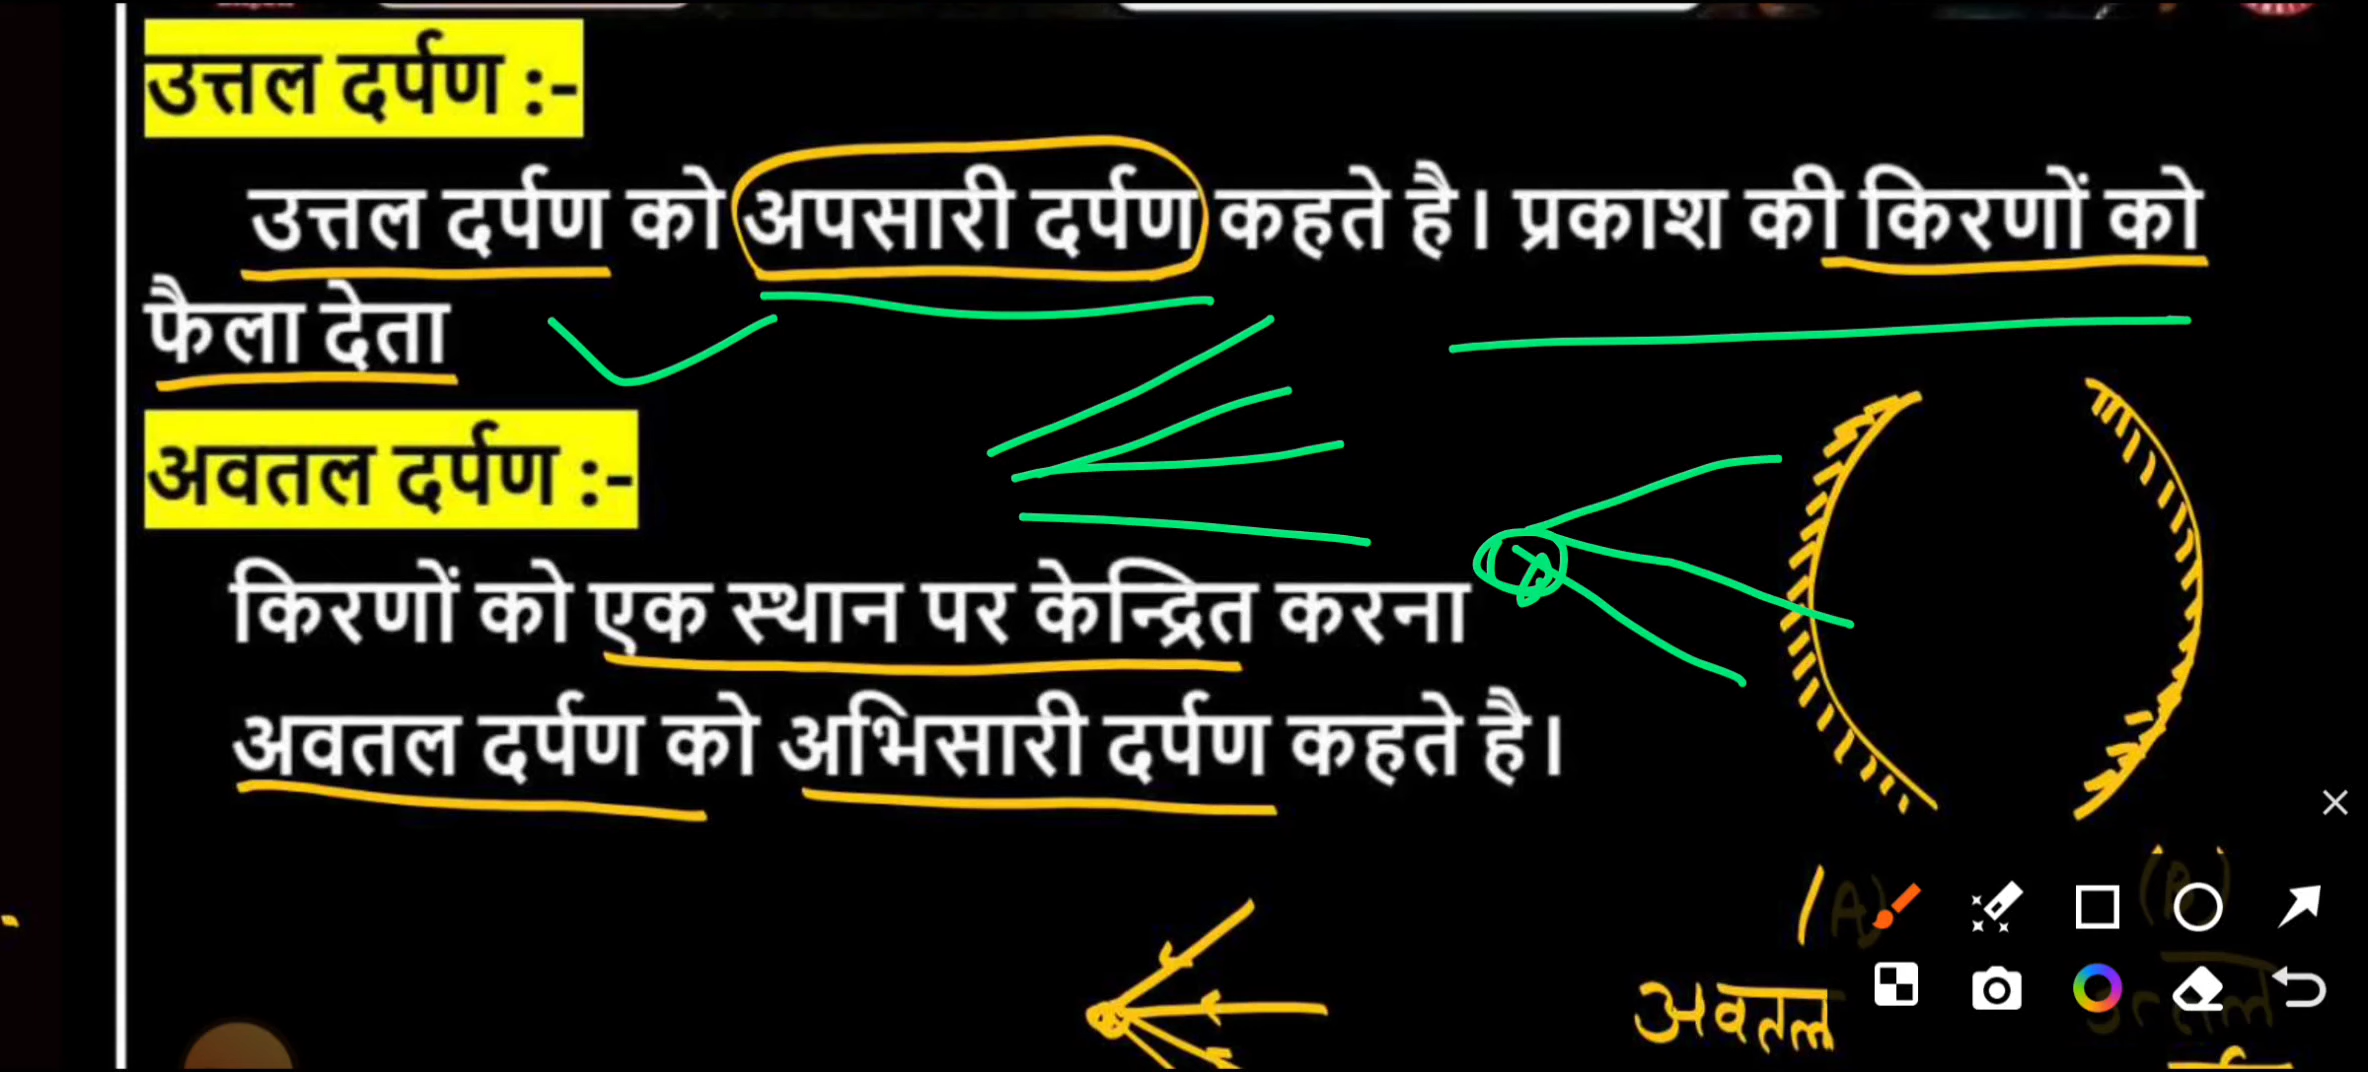 उत्तल दर्पण :-
उत्तल दर्पण को अपसारी दर्पण कहते है। प्रकाश की किरणों को
फैला देता
अवतल दर्पण :-
किरणों को एक स्थान पर केन्द्रित करना
अवतल दर्पण को अभिसारी दर्पण कहते है।
(A) (B)
अवतल